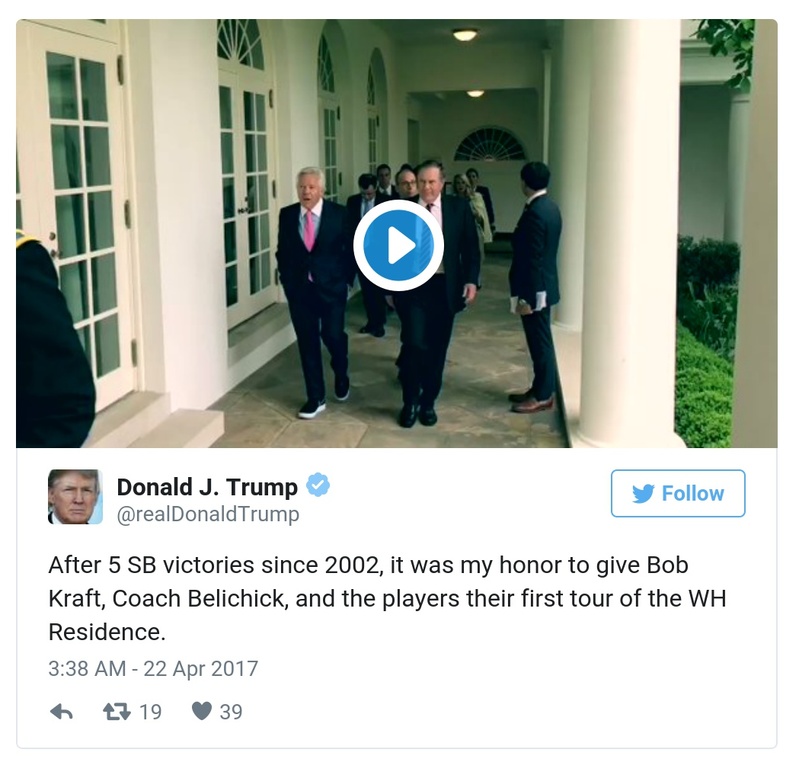 Donald J. Trump
@realDonaldTrump
Follow
After 5 SB victories since 2002, it was my honor to give Bob
Kraft, Coach Belichick, and the players their first tour of the WH
Residence.
3:38 AM - 22 Apr 2017
19 39